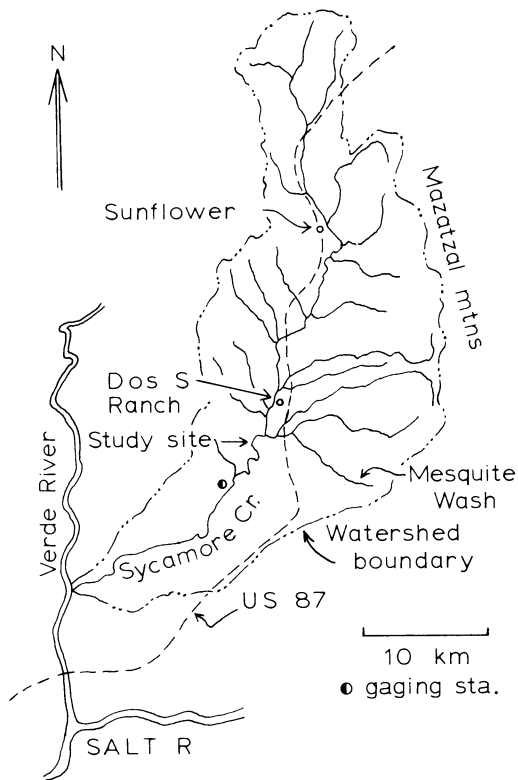 N
Sunflower
Mazatzal mtns
Dos S
Ranch
Study site
Mesquite
Wash
Verde River
Sycamore Cr.
Watershed
boundary
US 87
10 km
gaging sta.
SALT R